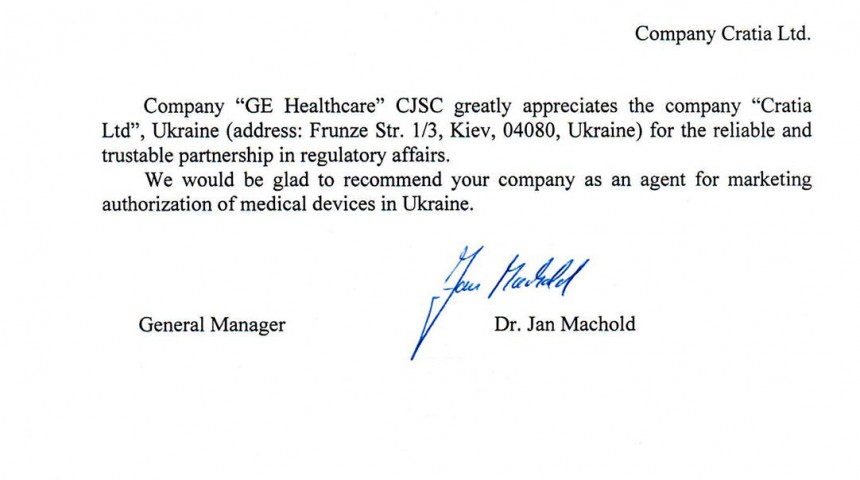 Company Cratia Ltd.
Company “GE Healthcare” CJSC greatly appreciates the company “Cratia
Ltd”, Ukraine (address: Frunze Str. 1/3, Kiev, 04080, Ukraine) for the reliable and
trustable partnership in regulatory affairs.
We would be glad to recommend your company as an agent for marketing
authorization of medical devices in Ukraine.
Jan Machold
General Manager Dr. Jan Machold